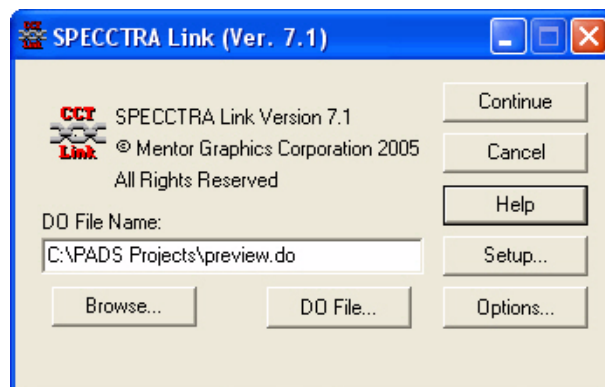 SPECCTRA Link (Ver. 7.1)
CCT
Link
SPECCTRA Link Version 7.1
© Mentor Graphics Corporation 2005
All Rights Reserved
DO File Name:
C:\PADS Projects\preview.do
Browse...
DO File...
Continue
Cancel
Help
Setup...
Options...